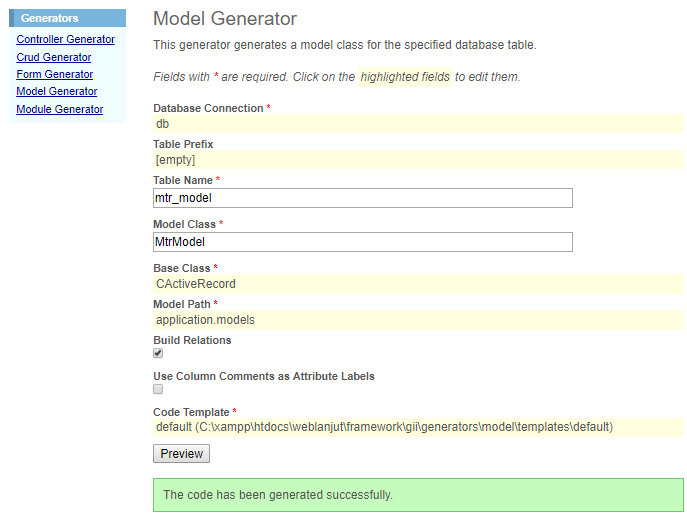 Generators
Controller Generator
Crud Generator
Form Generator
Model Generator
Module Generator
Model Generator
This generator generates a model class for the specified database table.
Fields with * are required. Click on the highlighted fields to edit them.
Database Connection *
db
Table Prefix
[empty]
Table Name *
mtr_model
Model Class *
MtrModel
Base Class *
CActiveRecord
Model Path *
application.models
Build Relations
Use Column Comments as Attribute Labels
Code Template *
default (C:\xampp\htdocs\weblanjut\framework\gii\generators\model\templates\default)
Preview
The code has been generated successfully.